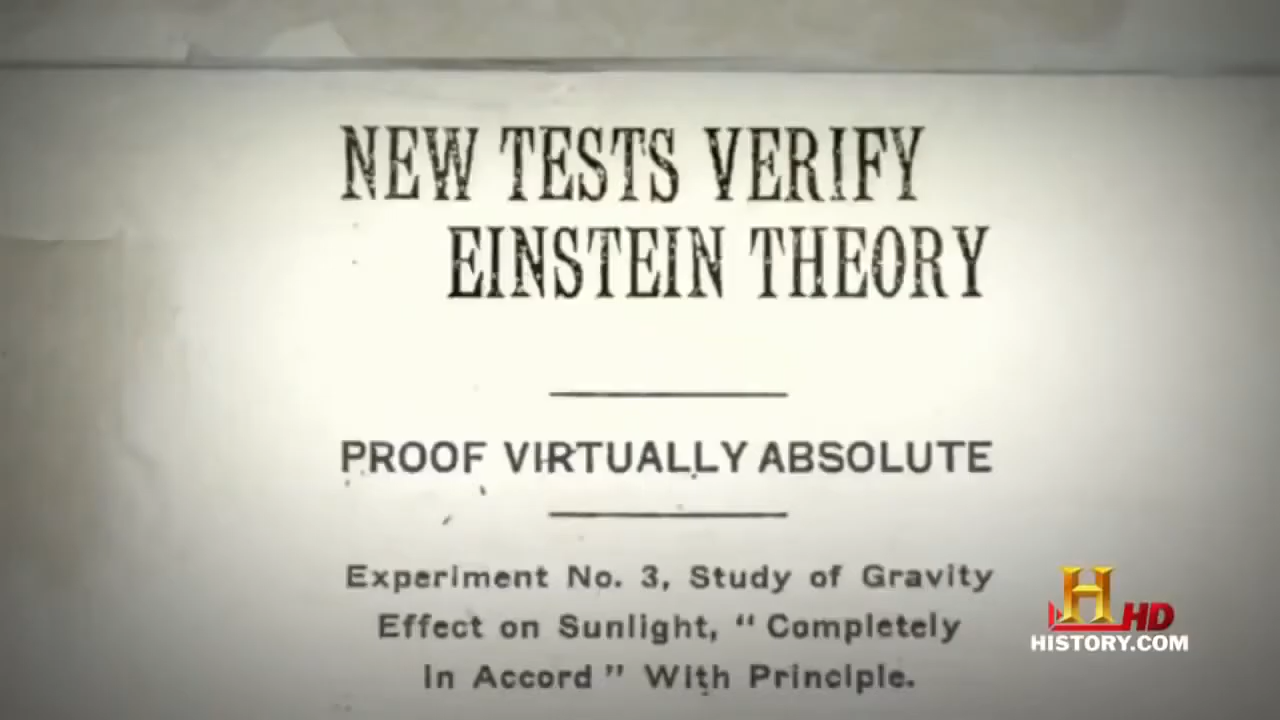 NEW TESTS VERIFY
EINSTEIN THEORY
PROOF VIRTUALLY ABSOLUTE
Experiment No. 3, Study of Gravity
Effect on Sunlight, “ Completely
in Accord ” With Principle.
H HD
HISTORY.COM